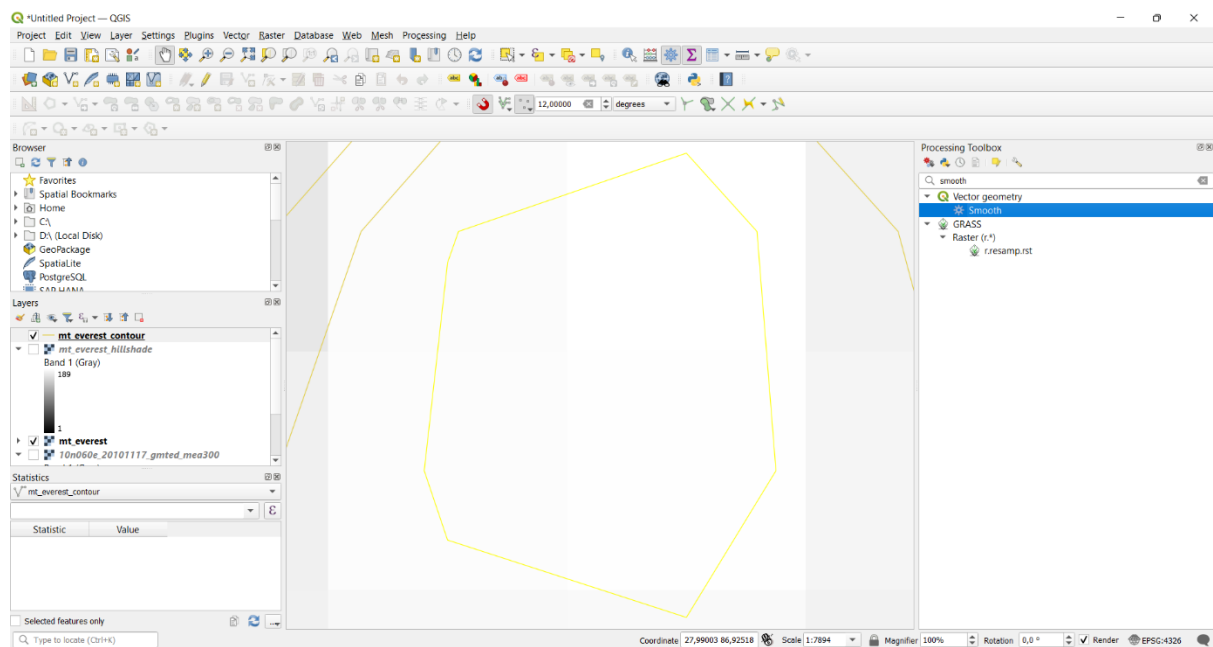 *Untitled Project — QGIS
Project Edit View Layer Settings Plugins Vector Raster Database Web Mesh Processing Help
12,00000 degrees
Browser
Favorites
Spatial Bookmarks
Home
C:\
D:\ (Local Disk)
GeoPackage
SpatiaLite
PostgreSQL
SAP HANA
Layers
mt_everest_contour
mt_everest_hillshade
Band 1 (Gray)
189
1
mt_everest
10n060e_20101117_gmted_mea300
Statistics
mt_everest_contour
Statistic Value
Selected features only
Processing Toolbox
smooth
Vector geometry
Smooth
GRASS
Raster (r.*)
r.resamp.rst
Type to locate (Ctrl+K) Coordinate 27,99003 86,92518 Scale 1:7894 Magnifier 100% Rotation 0,0 ° Render EPSG:4326